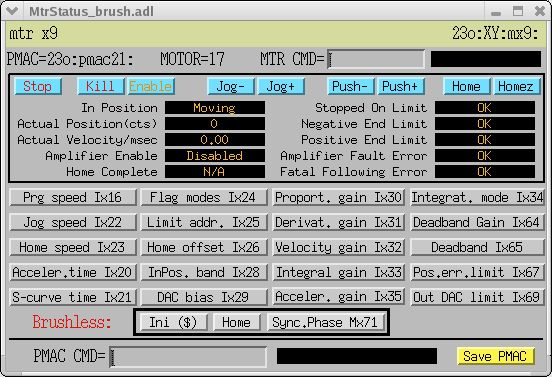 MtrStatus_brush.adl
mtr x9 23o:XY:mx9:
PMAC=23o:pmac21: MOTOR=17 MTR CMD=
Stop Kill Enable Jog- Jog+ Push- Push+ Home Homez
In Position Moving Stopped On Limit OK
Actual Position(cts) 0 Negative End Limit OK
Actual Velocity/msec 0.00 Positive End Limit OK
Amplifier Enable Disabled Amplifier Fault Error OK
Home Complete N/A Fatal Following Error OK
Prg speed Ix16 Flag modes Ix24 Proport. gain Ix30 Integrat. mode Ix34
Jog speed Ix22 Limit addr. Ix25 Derivat. gain Ix31 Deadband Gain Ix64
Home speed Ix23 Home offset Ix26 Velocity gain Ix32 Deadband Ix65
Acceler.time Ix20 InPos. band Ix28 Integral gain Ix33 Pos.err.limit Ix67
S-curve time Ix21 DAC bias Ix29 Acceler. gain Ix35 Out DAC limit Ix69
Brushless: Ini ($) Home Sync.Phase Mx71
PMAC CMD= Save PMAC